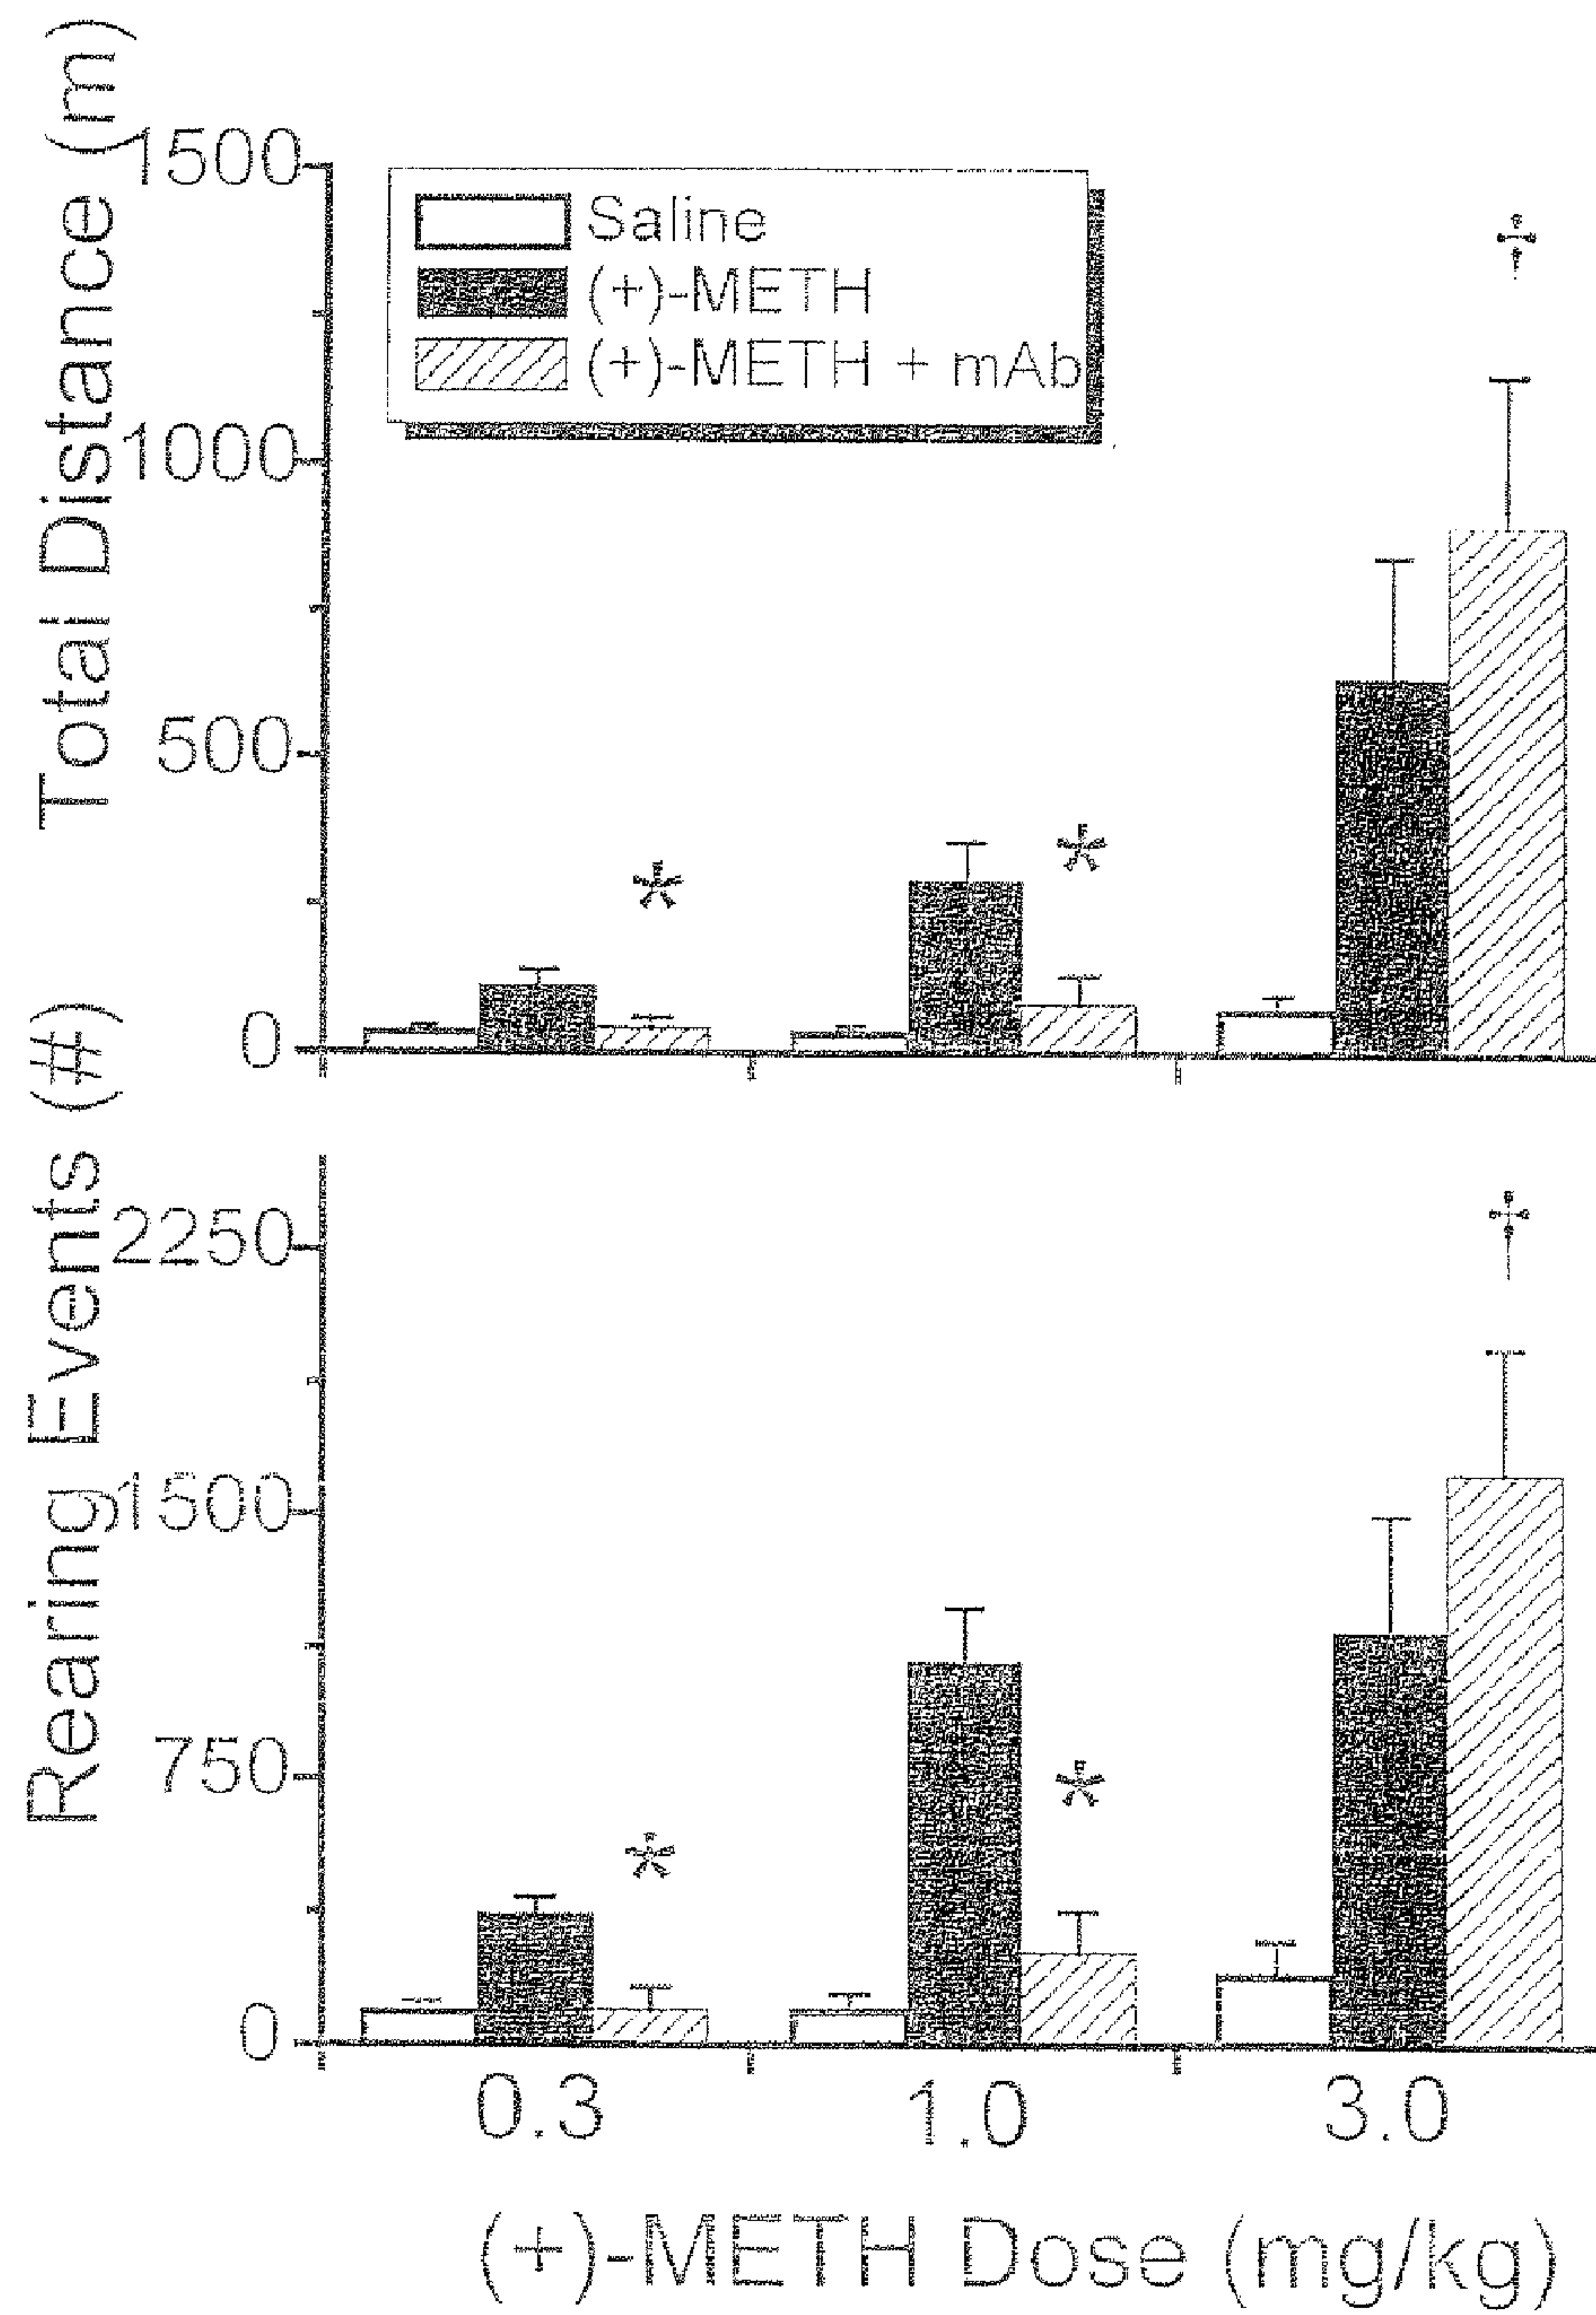 Total Distance (m)
1500
1000
500
0
Saline
(+)-METH
(+)-METH + mAb
*
*
†
Rearing Events (#)
2250
1500
750
0
*
*
†
0.3 1.0 3.0
(+)-METH Dose (mg/kg)